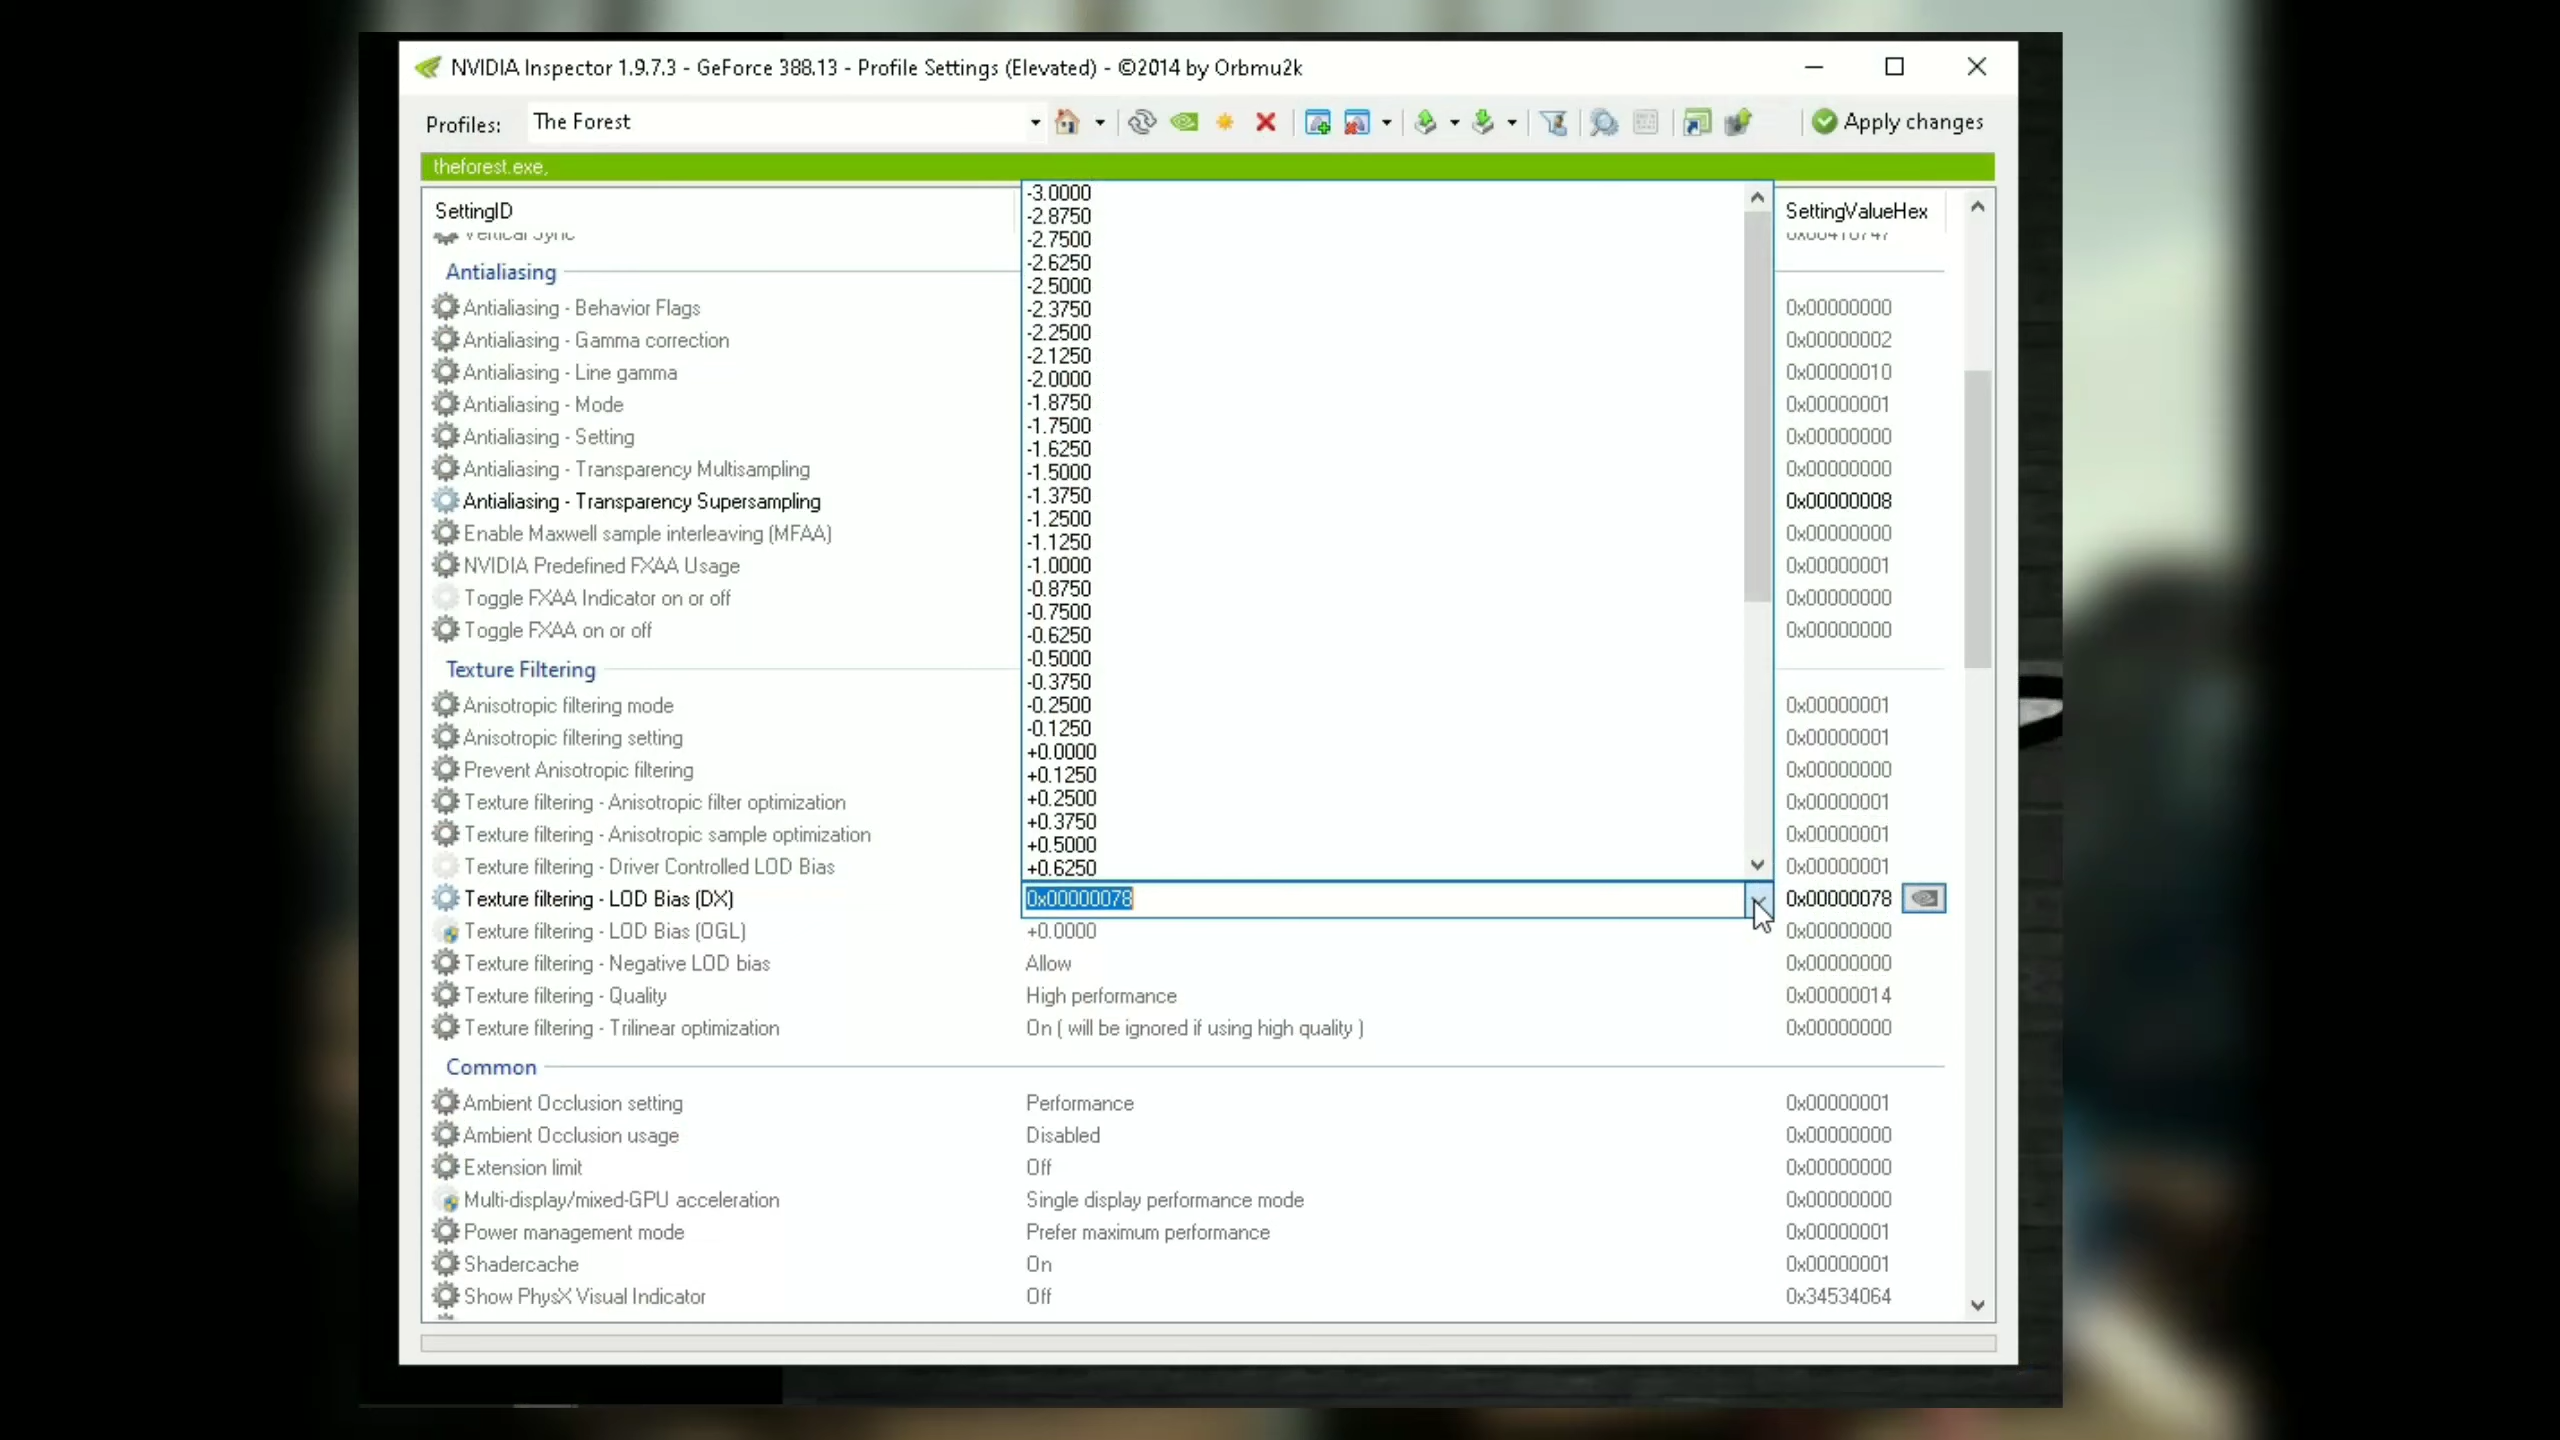 NVIDIA Inspector 1.9.7.3 - GeForce 388.13 - Profile Settings (Elevated) - ©2014 by Orbmu2k
Profiles: The Forest Apply changes
theforest.exe,
SettingID SettingValueHex
Vertical Sync 0x00416747
-3.0000
-2.8750
-2.7500
-2.6250
-2.5000
-2.3750
-2.2500
-2.1250
-2.0000
-1.8750
-1.7500
-1.6250
-1.5000
-1.3750
-1.2500
-1.1250
-1.0000
-0.8750
-0.7500
-0.6250
-0.5000
-0.3750
-0.2500
-0.1250
+0.0000
+0.1250
+0.2500
+0.3750
+0.5000
+0.6250
Antialiasing
Antialiasing - Behavior Flags 0x00000000
Antialiasing - Gamma correction 0x00000002
Antialiasing - Line gamma 0x00000010
Antialiasing - Mode 0x00000001
Antialiasing - Setting 0x00000000
Antialiasing - Transparency Multisampling 0x00000000
Antialiasing - Transparency Supersampling 0x00000008
Enable Maxwell sample interleaving (MFAA) 0x00000000
NVIDIA Predefined FXAA Usage 0x00000001
Toggle FXAA Indicator on or off 0x00000000
Toggle FXAA on or off 0x00000000
Texture Filtering
Anisotropic filtering mode 0x00000001
Anisotropic filtering setting 0x00000001
Prevent Anisotropic filtering 0x00000000
Texture filtering - Anisotropic filter optimization 0x00000001
Texture filtering - Anisotropic sample optimization 0x00000001
Texture filtering - Driver Controlled LOD Bias 0x00000001
Texture filtering - LOD Bias (DX) 0x00000078 0x00000078
Texture filtering - LOD Bias (OGL) +0.0000 0x00000000
Texture filtering - Negative LOD bias Allow 0x00000000
Texture filtering - Quality High performance 0x00000014
Texture filtering - Trilinear optimization On ( will be ignored if using high quality ) 0x00000000
Common
Ambient Occlusion setting Performance 0x00000001
Ambient Occlusion usage Disabled 0x00000000
Extension limit Off 0x00000000
Multi-display/mixed-GPU acceleration Single display performance mode 0x00000000
Power management mode Prefer maximum performance 0x00000001
Shadercache On 0x00000001
Show PhysX Visual Indicator Off 0x34534064